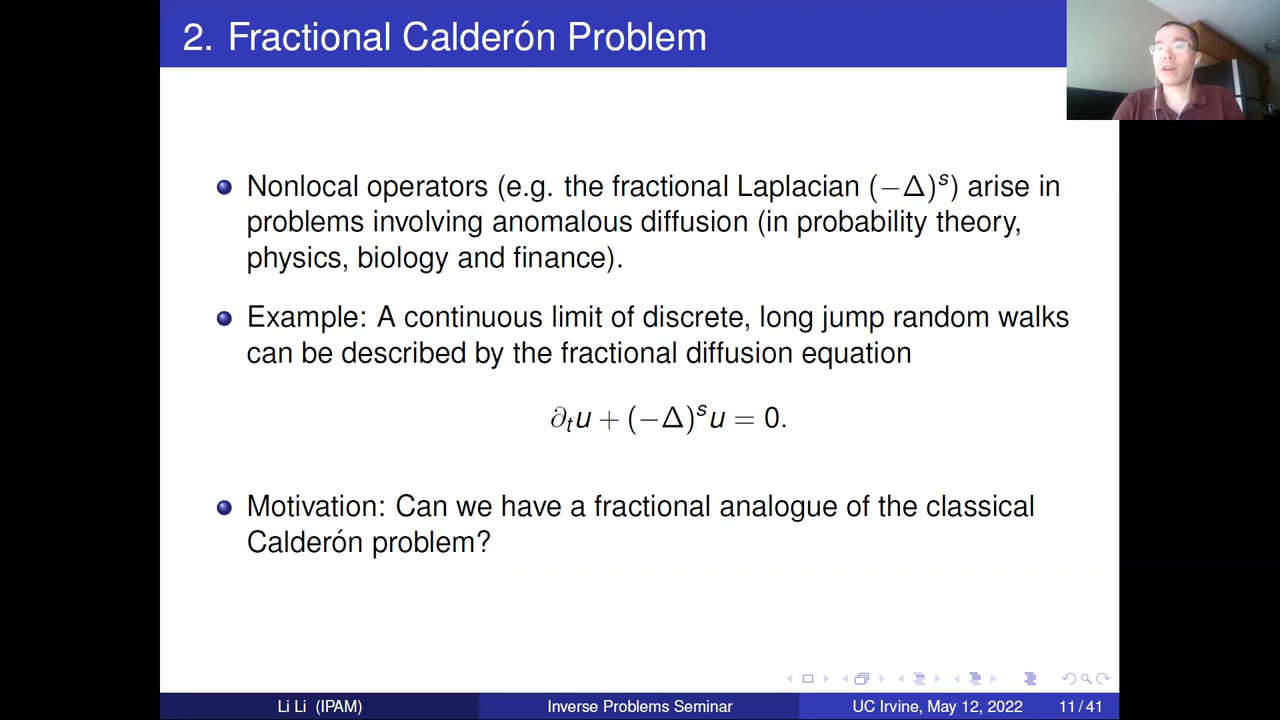 2. Fractional Calderón Problem
Nonlocal operators (e.g. the fractional Laplacian (−Δ)ˢ) arise in
problems involving anomalous diffusion (in probability theory,
physics, biology and finance).
Example: A continuous limit of discrete, long jump random walks
can be described by the fractional diffusion equation
∂ₜu + (−Δ)ˢu = 0.
Motivation: Can we have a fractional analogue of the classical
Calderón problem?
Li Li (IPAM) Inverse Problems Seminar UC Irvine, May 12, 2022 11 / 41